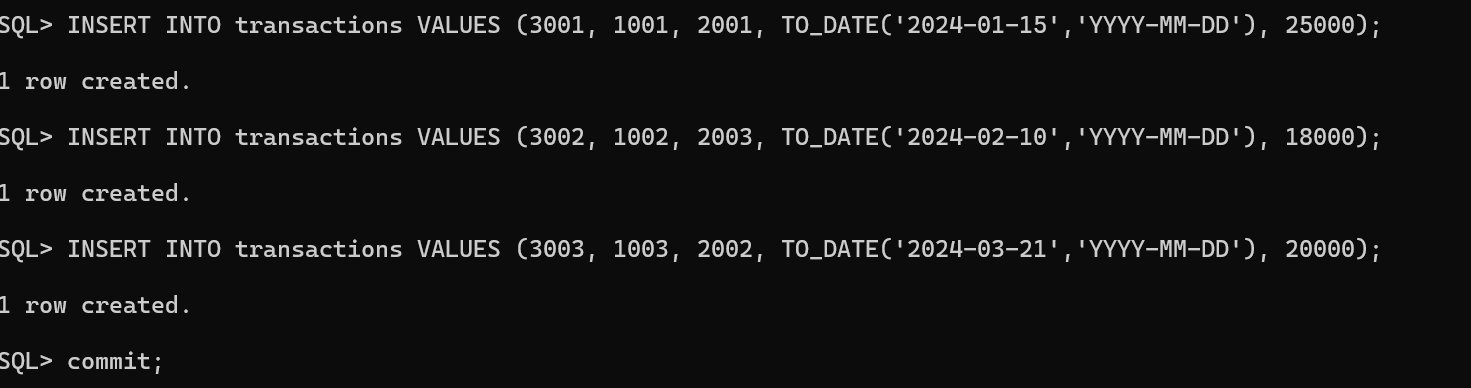 SQL> INSERT INTO transactions VALUES (3001, 1001, 2001, TO_DATE('2024-01-15','YYYY-MM-DD'), 25000);
1 row created.
SQL> INSERT INTO transactions VALUES (3002, 1002, 2003, TO_DATE('2024-02-10','YYYY-MM-DD'), 18000);
1 row created.
SQL> INSERT INTO transactions VALUES (3003, 1003, 2002, TO_DATE('2024-03-21','YYYY-MM-DD'), 20000);
1 row created.
SQL> commit;